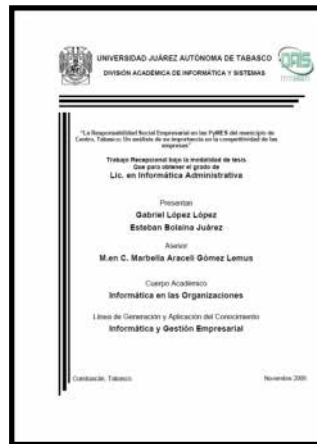 UNIVERSIDAD JUÁREZ AUTÓNOMA DE TABASCO
DIVISIÓN ACADÉMICA DE INFORMÁTICA Y SISTEMAS
DAIS
"La Responsabilidad Social Empresarial en las PyMES del municipio de
Centro, Tabasco: Un análisis de su importancia en la competitividad de las
empresas"
Trabajo Recepcional bajo la modalidad de tesis
Que para obtener el grado de
Lic. en Informática Administrativa
Presentan
Gabriel López López
Esteban Bolaina Juárez
Asesor
M.en C. Marbella Araceli Gómez Lemus
Cuerpo Académico
Informática en las Organizaciones
Línea de Generación y Aplicación del Conocimiento
Informática y Gestión Empresarial
Cunduacán, Tabasco. Noviembre